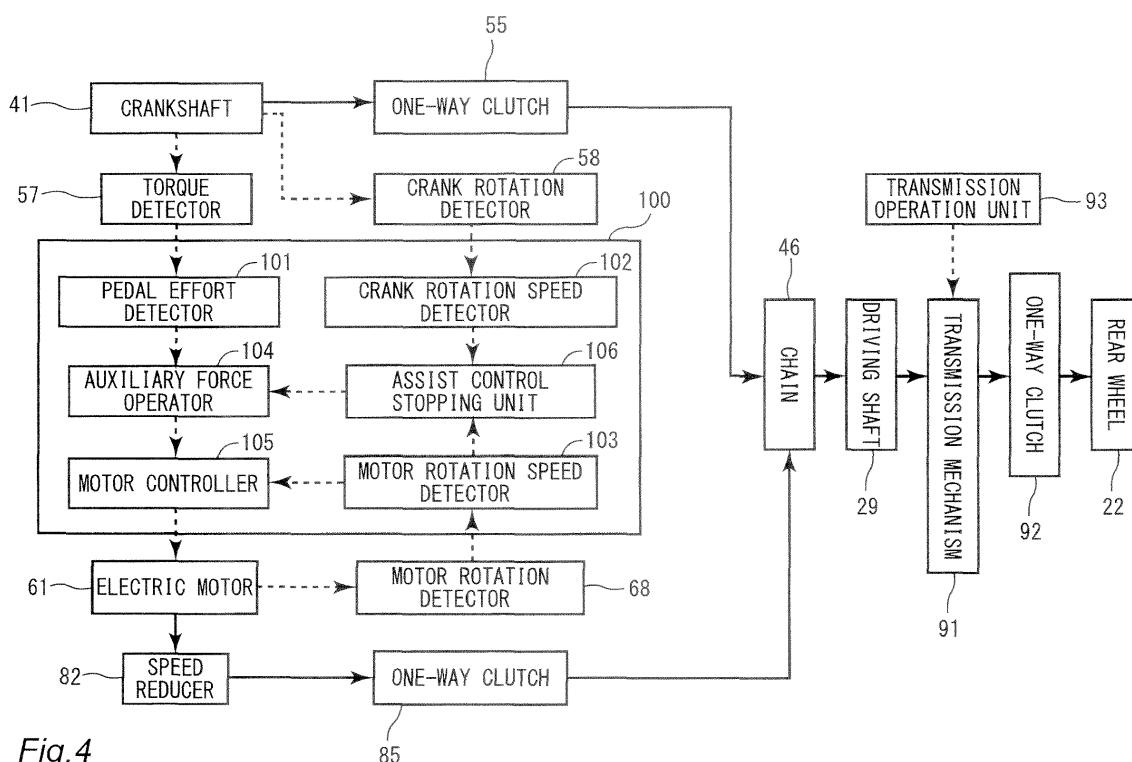 55
41
CRANKSHAFT
ONE-WAY CLUTCH
58
57
TORQUE
DETECTOR
CRANK ROTATION
DETECTOR
100
TRANSMISSION
OPERATION UNIT
93
101
PEDAL EFFORT
DETECTOR
102
CRANK ROTATION SPEED
DETECTOR
46
CHAIN
DRIVING SHAFT
29
TRANSMISSION MECHANISM
91
ONE-WAY CLUTCH
92
REAR WHEEL
22
104
AUXILIARY FORCE
OPERATOR
106
ASSIST CONTROL
STOPPING UNIT
105
MOTOR CONTROLLER
103
MOTOR ROTATION SPEED
DETECTOR
61
ELECTRIC MOTOR
MOTOR ROTATION
DETECTOR
68
82
SPEED
REDUCER
ONE-WAY CLUTCH
85
Fig.4